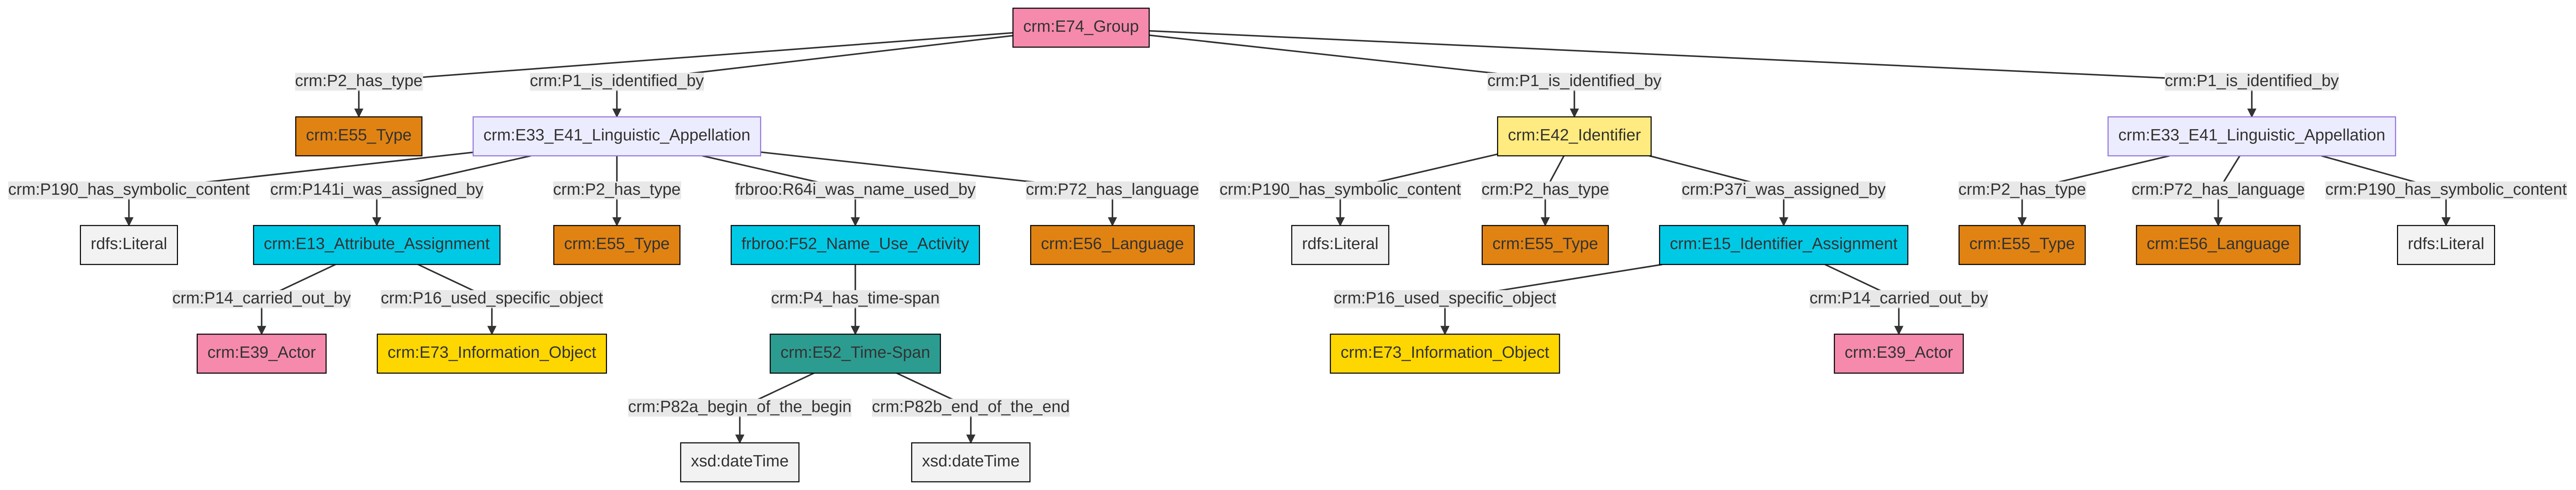 crm:E74_Group
crm:P2_has_type
crm:P1_is_identified_by
crm:P1_is_identified_by
crm:P1_is_identified_by
crm:E55_Type
crm:E33_E41_Linguistic_Appellation
crm:E42_Identifier
crm:E33_E41_Linguistic_Appellation
crm:P190_has_symbolic_content
crm:P141i_was_assigned_by
crm:P2_has_type
frbroo:R64i_was_name_used_by
crm:P72_has_language
crm:P190_has_symbolic_content
crm:P2_has_type
crm:P37i_was_assigned_by
crm:P2_has_type
crm:P72_has_language
crm:P190_has_symbolic_content
rdfs:Literal
crm:E13_Attribute_Assignment
crm:E55_Type
frbroo:F52_Name_Use_Activity
crm:E56_Language
rdfs:Literal
crm:E55_Type
crm:E15_Identifier_Assignment
crm:E55_Type
crm:E56_Language
rdfs:Literal
crm:P14_carried_out_by
crm:P16_used_specific_object
crm:P4_has_time-span
crm:P16_used_specific_object
crm:P14_carried_out_by
crm:E39_Actor
crm:E73_Information_Object
crm:E52_Time-Span
crm:E73_Information_Object
crm:E39_Actor
crm:P82a_begin_of_the_begin
crm:P82b_end_of_the_end
xsd:dateTime
xsd:dateTime